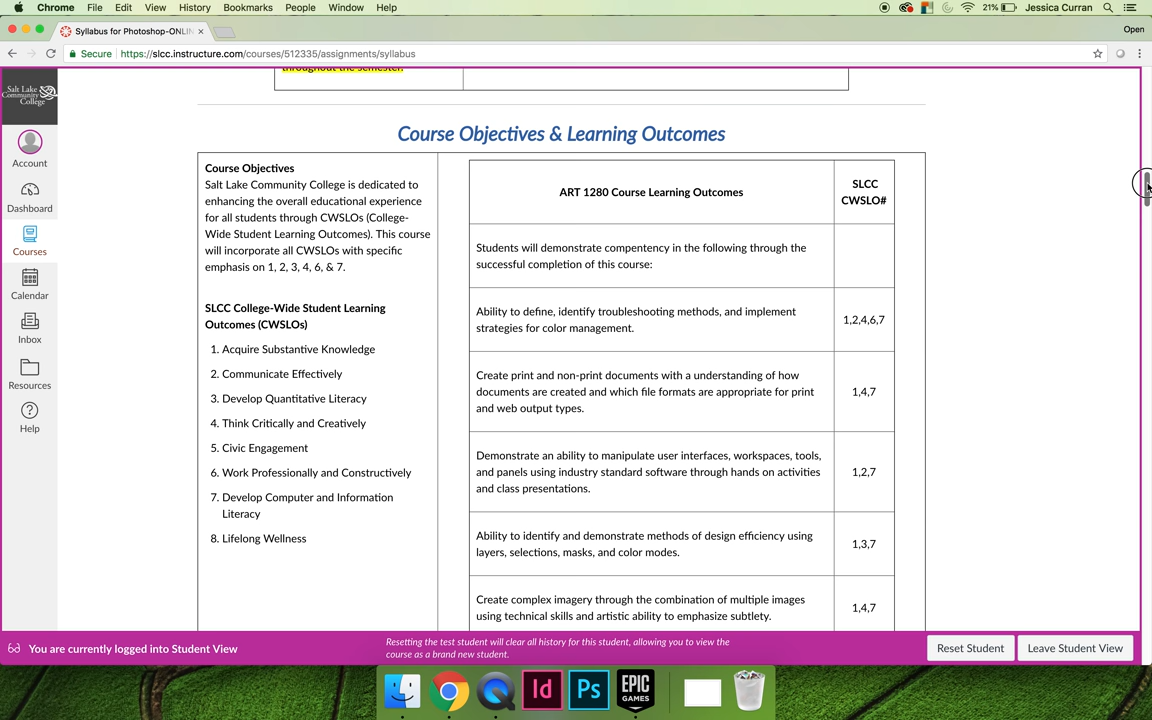 Chrome File Edit View History Bookmarks People Window Help 21% Jessica Curran
Syllabus for Photoshop-ONLIN Open
Secure https://slcc.instructure.com/courses/512335/assignments/syllabus
throughout the semester.
Salt Lake
Community
College
Account
Dashboard
Courses
Calendar
Inbox
Resources
Help
Course Objectives & Learning Outcomes
Course Objectives
Salt Lake Community College is dedicated to
enhancing the overall educational experience
for all students through CWSLOs (College-
Wide Student Learning Outcomes). This course
will incorporate all CWSLOs with specific
emphasis on 1, 2, 3, 4, 6, & 7.
SLCC College-Wide Student Learning
Outcomes (CWSLOs)
1. Acquire Substantive Knowledge
2. Communicate Effectively
3. Develop Quantitative Literacy
4. Think Critically and Creatively
5. Civic Engagement
6. Work Professionally and Constructively
7. Develop Computer and Information
Literacy
8. Lifelong Wellness
ART 1280 Course Learning Outcomes
SLCC
CWSLO#
Students will demonstrate compentency in the following through the
successful completion of this course:
Ability to define, identify troubleshooting methods, and implement
strategies for color management.
1,2,4,6,7
Create print and non-print documents with a understanding of how
documents are created and which file formats are appropriate for print
and web output types.
1,4,7
Demonstrate an ability to manipulate user interfaces, workspaces, tools,
and panels using industry standard software through hands on activities
and class presentations.
1,2,7
Ability to identify and demonstrate methods of design efficiency using
layers, selections, masks, and color modes.
1,3,7
Create complex imagery through the combination of multiple images
using technical skills and artistic ability to emphasize subtlety.
1,4,7
You are currently logged into Student View
Resetting the test student will clear all history for this student, allowing you to view the
course as a brand new student.
Reset Student
Leave Student View
Id
Ps
EPIC
GAMES